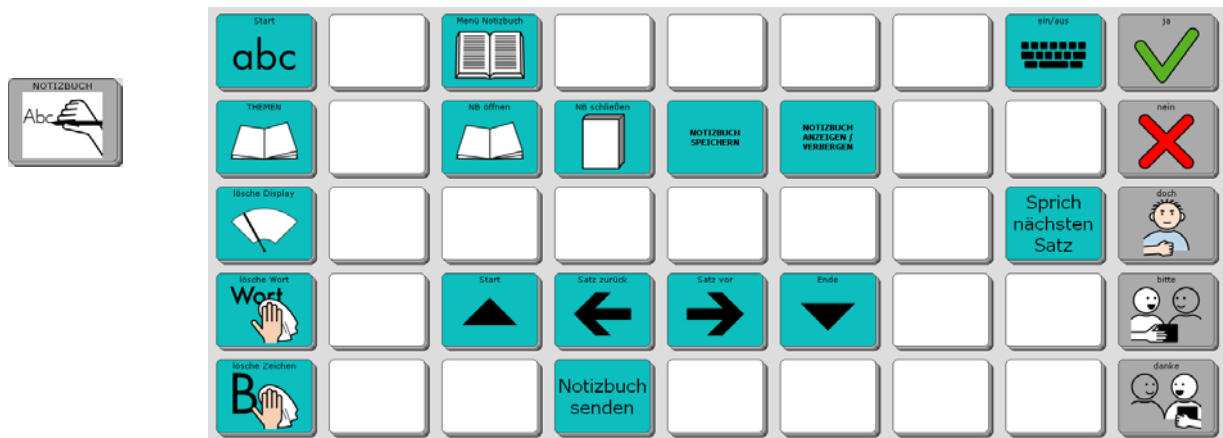 NOTIZBUCH
Abc
Start
abc
Menü Notizbuch
ein/aus
ja
THEMEN
NB öffnen
NB schließen
NOTIZBUCH
SPEICHERN
NOTIZBUCH
ANZEIGEN /
VERBERGEN
nein
lösche Display
Sprich
nächsten
Satz
doch
lösche Wort
Wort
Start
Satz zurück
Satz vor
Ende
bitte
lösche Zeichen
B
Notizbuch
senden
danke